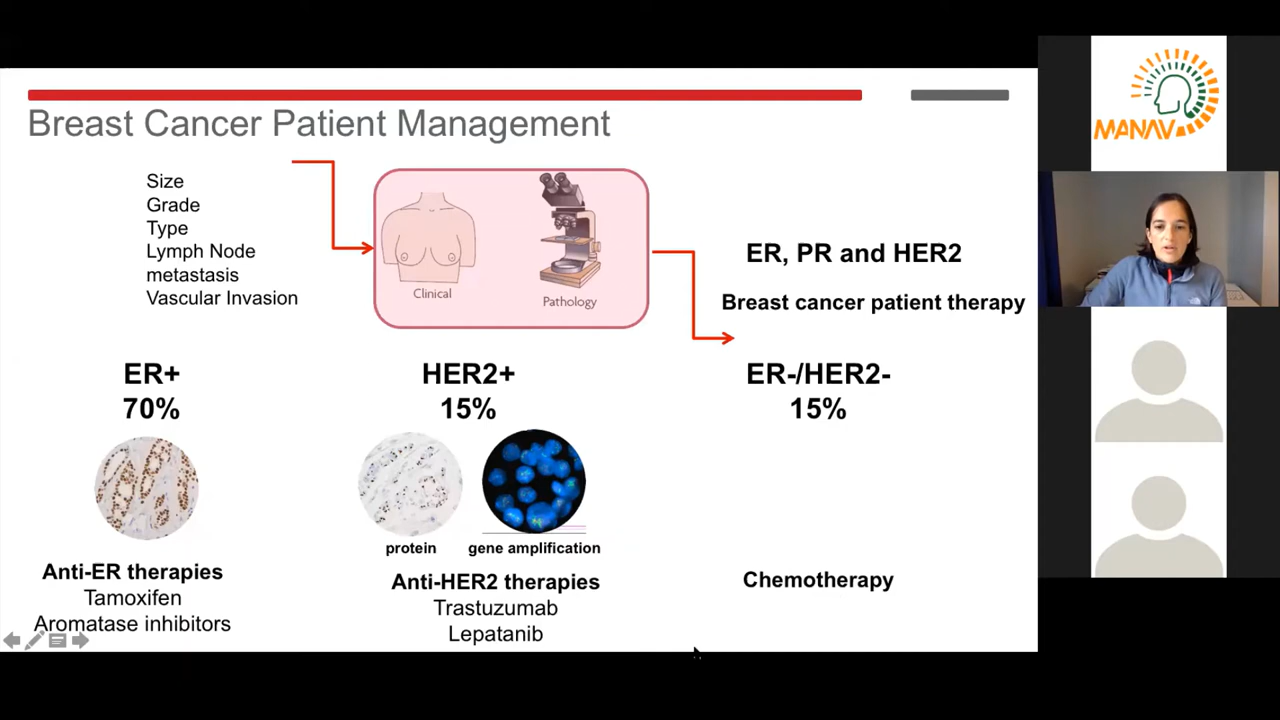 Breast Cancer Patient Management
Size
Grade
Type
Lymph Node
metastasis
Vascular Invasion
Clinical
Pathology
ER, PR and HER2
Breast cancer patient therapy
ER+
70%
HER2+
15%
ER-/HER2-
15%
protein
gene amplification
Anti-ER therapies
Tamoxifen
Aromatase inhibitors
Anti-HER2 therapies
Trastuzumab
Lepatanib
Chemotherapy
MANAV